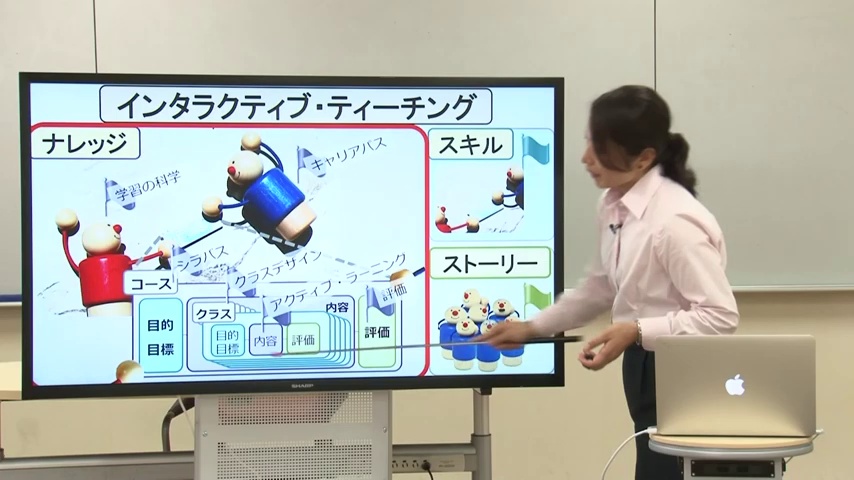 インタラクティブ・ティーチング
ナレッジ
スキル
学習の科学
キャリアパス
シラバス
クラスデザイン
アクティブ・ラーニング
評価
ストーリー
コース
目的
目標
クラス
内容
目的
目標
内容
評価
評価
SHARP